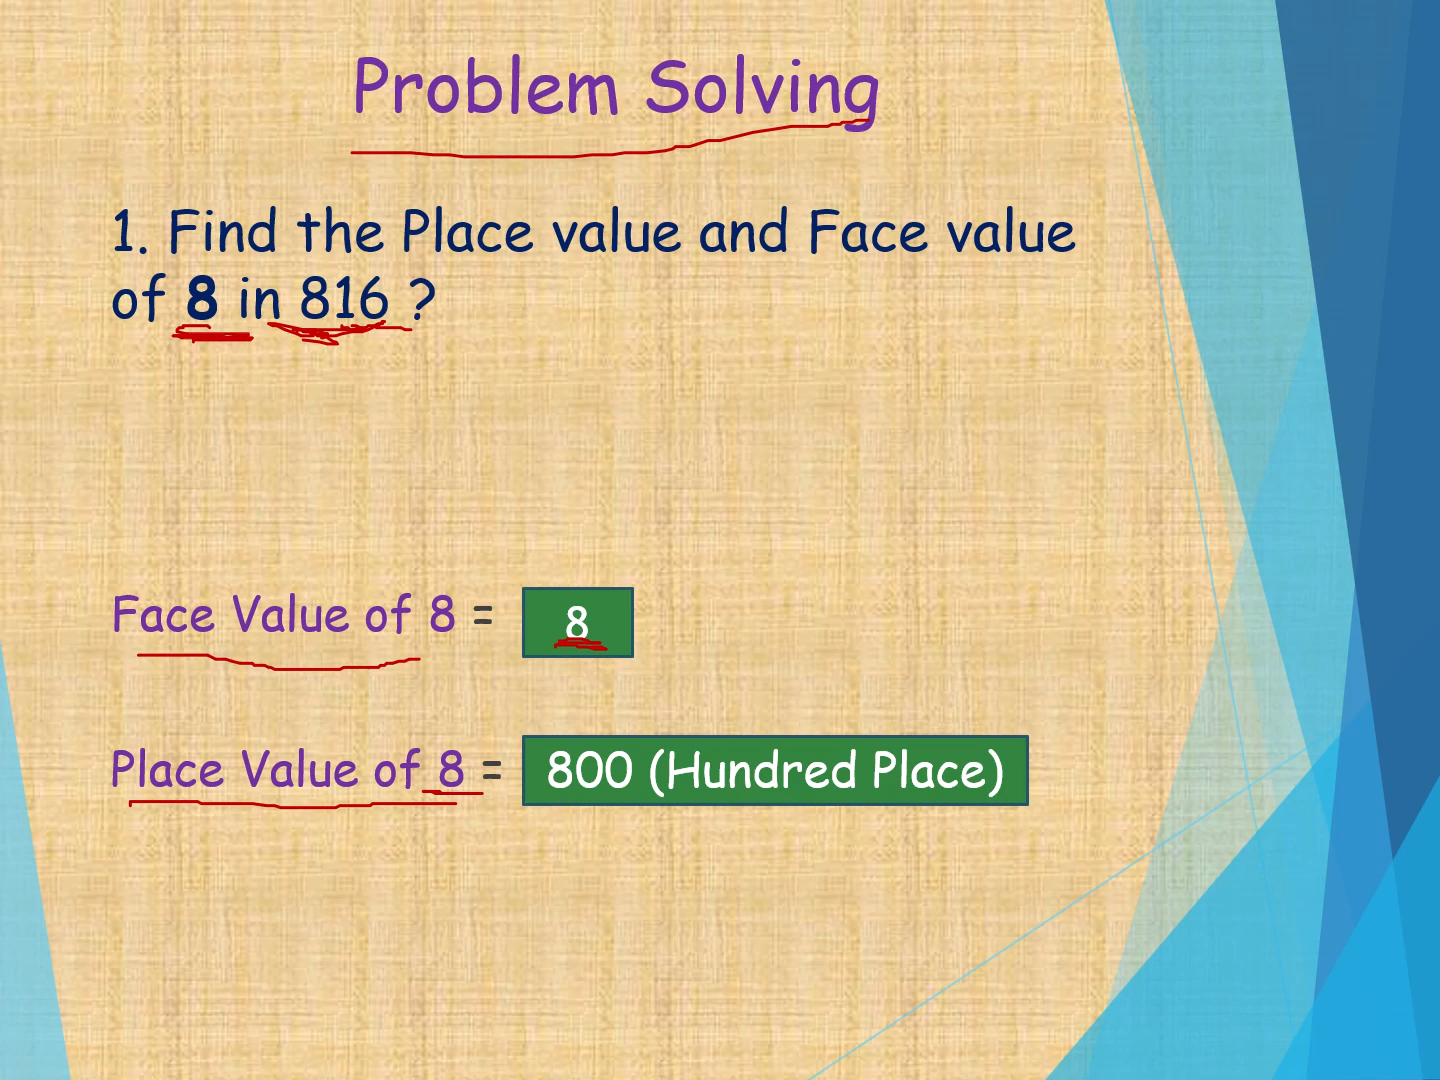 Problem Solving
1. Find the Place value and Face value
of 8 in 816 ?
Face Value of 8 = 8
Place Value of 8 = 800 (Hundred Place)